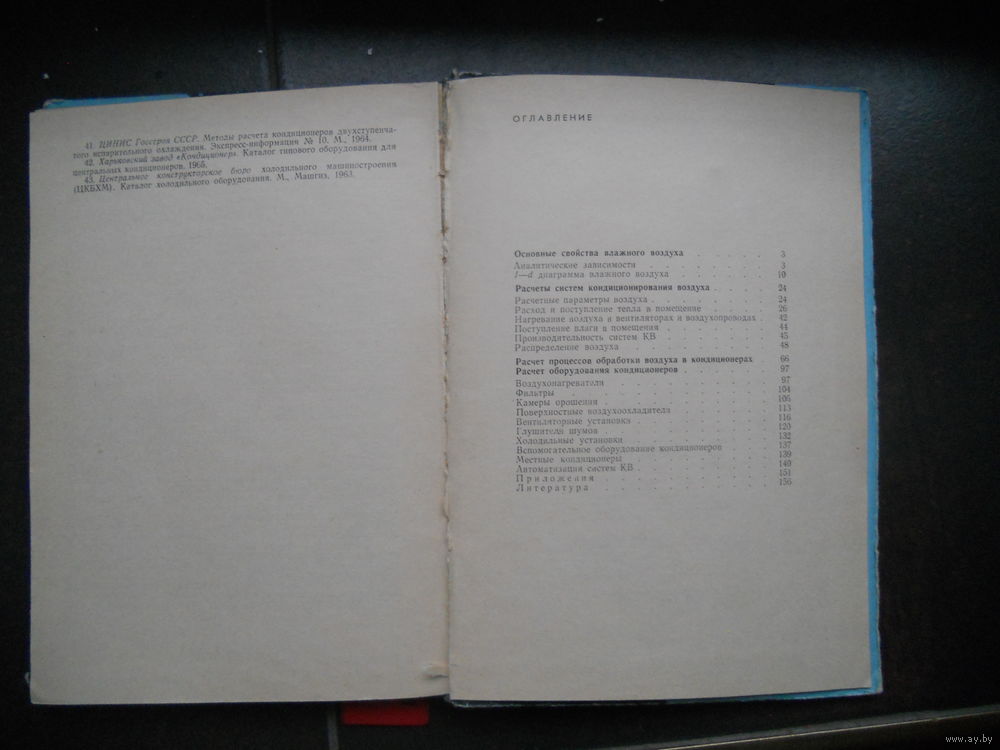 41. ЦИНИС Госстроя СССР. Методы расчета кондиционеров двухступенча-
того испарительного охлаждения. Экспресс-информация № 10. М., 1964.
42. Харьковский завод «Кондиционер». Каталог типового оборудования для
центральных кондиционеров. 1965.
43. Центральное конструкторское бюро холодильного машиностроения
(ЦКБХМ). Каталог холодильного оборудования. М., Машгиз, 1963.
ОГЛАВЛЕНИЕ
Основные свойства влажного воздуха . . . . . 3
Аналитические зависимости . . . . . . . 3
I—d диаграмма влажного воздуха . . . . . 10
Расчеты систем кондиционирования воздуха . . . . 24
Расчетные параметры воздуха . . . . . . 24
Расход и поступление тепла в помещение . . . . 26
Нагревание воздуха в вентиляторах и воздухопроводах . 42
Поступление влаги в помещения . . . . . . 44
Производительность систем КВ . . . . . . 45
Распределение воздуха . . . . . . . 48
Расчет процессов обработки воздуха в кондиционерах 66
Расчет оборудования кондиционеров . . . . . 97
Воздухонагреватели . . . . . . . 97
Фильтры . . . . . . . . . 104
Камеры орошения . . . . . . . . 106
Поверхностные воздухоохладители . . . . . 113
Вентиляторные установки . . . . . . . 116
Глушители шумов . . . . . . . . 120
Холодильные установки . . . . . . . 132
Вспомогательное оборудование кондиционеров . . . 137
Местные кондиционеры . . . . . . . 139
Автоматизация систем КВ . . . . . . . 140
Приложения . . . . . . . . 151
Литература . . . . . . . . 156
www.ay.by